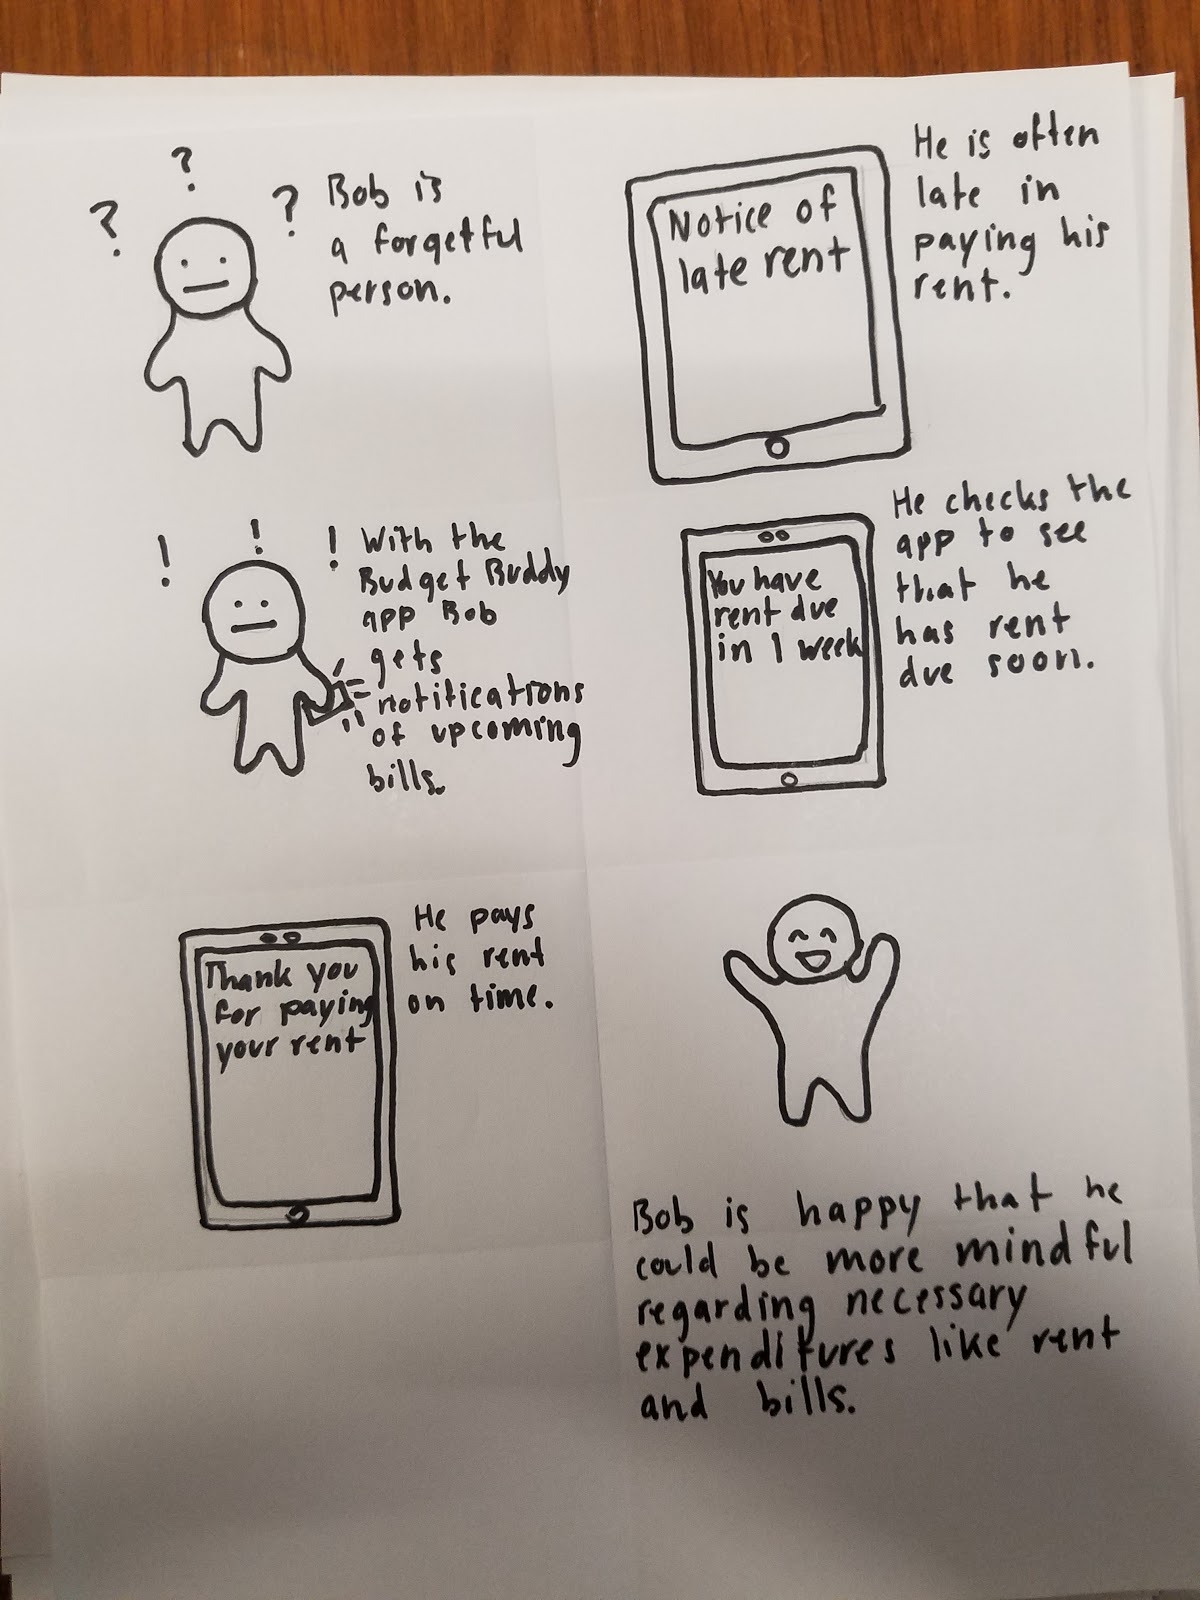 ? ? ?
Bob is
a forgetful
person.
Notice of
late rent
He is often
late in
paying his
rent.
! ! !
With the
Budget Buddy
app Bob
gets
notifications
of upcoming
bills.
You have
rent due
in 1 week
He checks the
app to see
that he
has rent
due soon.
Thank you
for paying
your rent
He pays
his rent
on time.
Bob is happy that he
could be more mindful
regarding necessary
expenditures like rent
and bills.